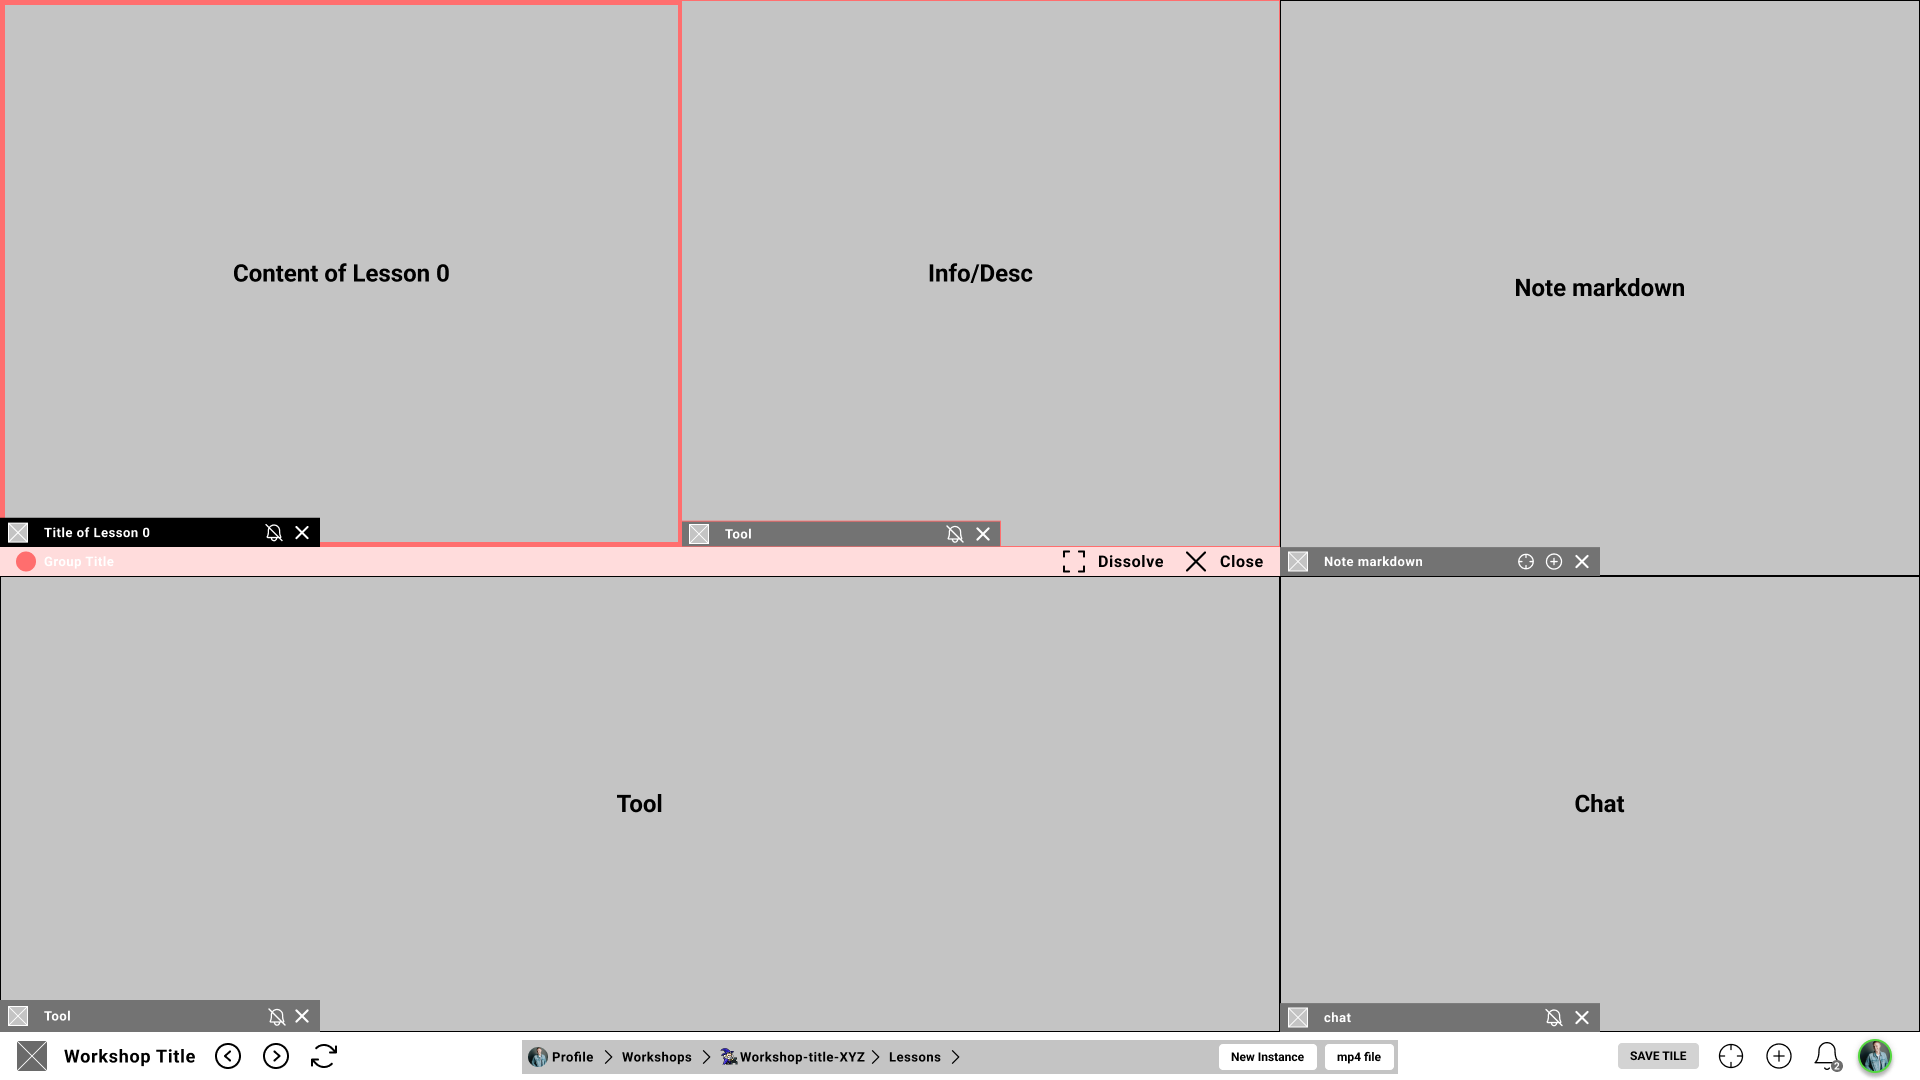 Content of Lesson 0
Info/Desc
Note markdown
Title of Lesson 0
Tool
Group Title
Dissolve
Close
Note markdown
Tool
Chat
Tool
chat
Workshop Title
Profile
Workshops
Workshop-title-XYZ
Lessons
New Instance
mp4 file
SAVE TILE
2